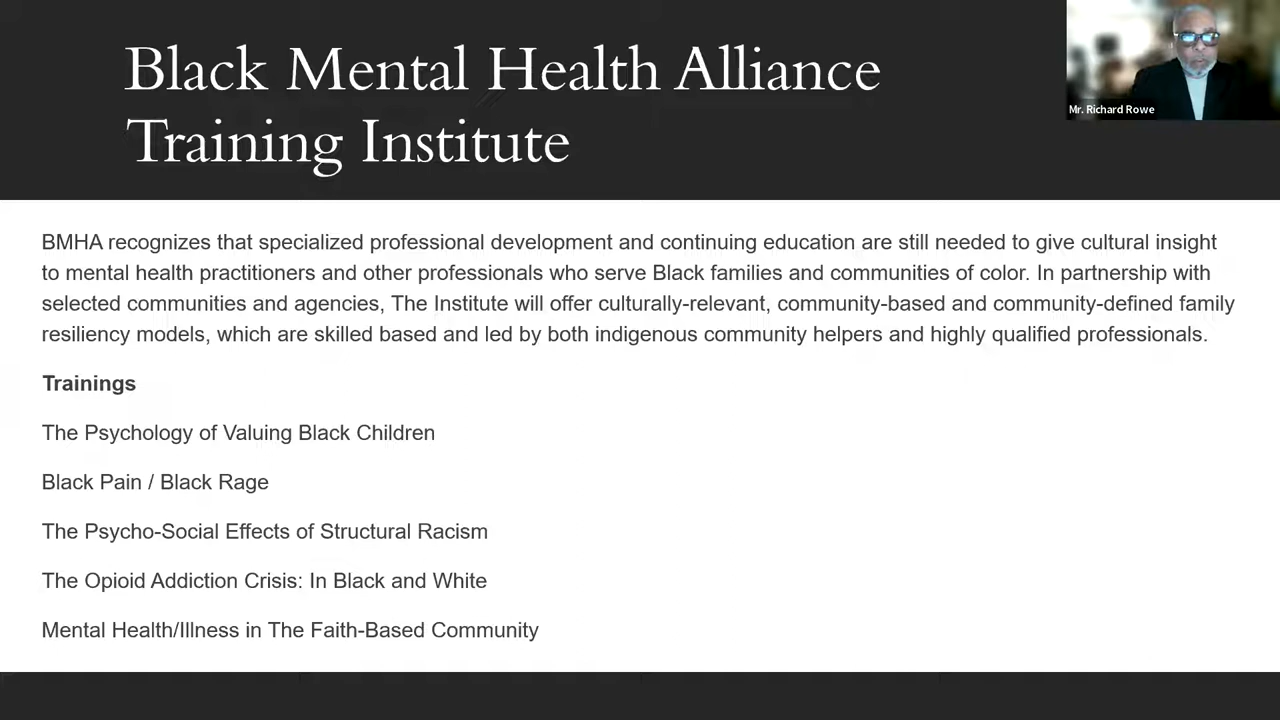 Black Mental Health Alliance
Training Institute
Mr. Richard Rowe
BMHA recognizes that specialized professional development and continuing education are still needed to give cultural insight
to mental health practitioners and other professionals who serve Black families and communities of color. In partnership with
selected communities and agencies, The Institute will offer culturally-relevant, community-based and community-defined family
resiliency models, which are skilled based and led by both indigenous community helpers and highly qualified professionals.
Trainings
The Psychology of Valuing Black Children
Black Pain / Black Rage
The Psycho-Social Effects of Structural Racism
The Opioid Addiction Crisis: In Black and White
Mental Health/Illness in The Faith-Based Community